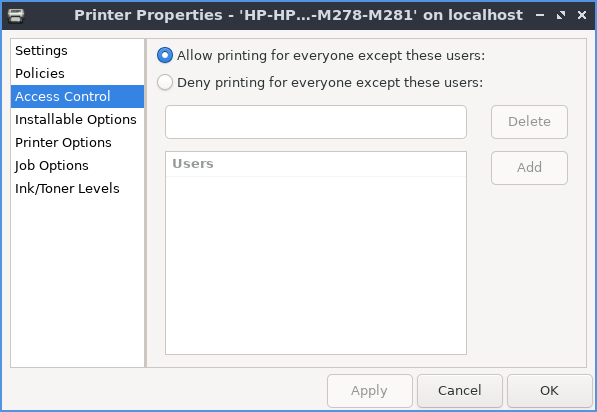 Printer Properties - 'HP-HP...-M278-M281' on localhost
Settings
Policies
Access Control
Installable Options
Printer Options
Job Options
Ink/Toner Levels
Allow printing for everyone except these users:
Deny printing for everyone except these users:
Delete
Users
Add
Apply
Cancel
OK